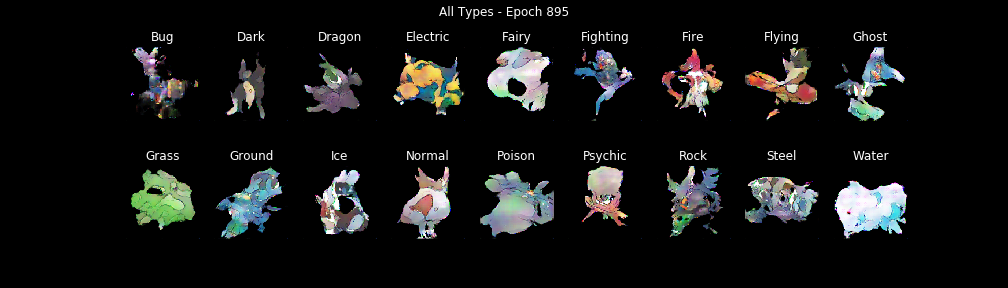 All Types - Epoch 895
Bug Dark Dragon Electric Fairy Fighting Fire Flying Ghost
Grass Ground Ice Normal Poison Psychic Rock Steel Water